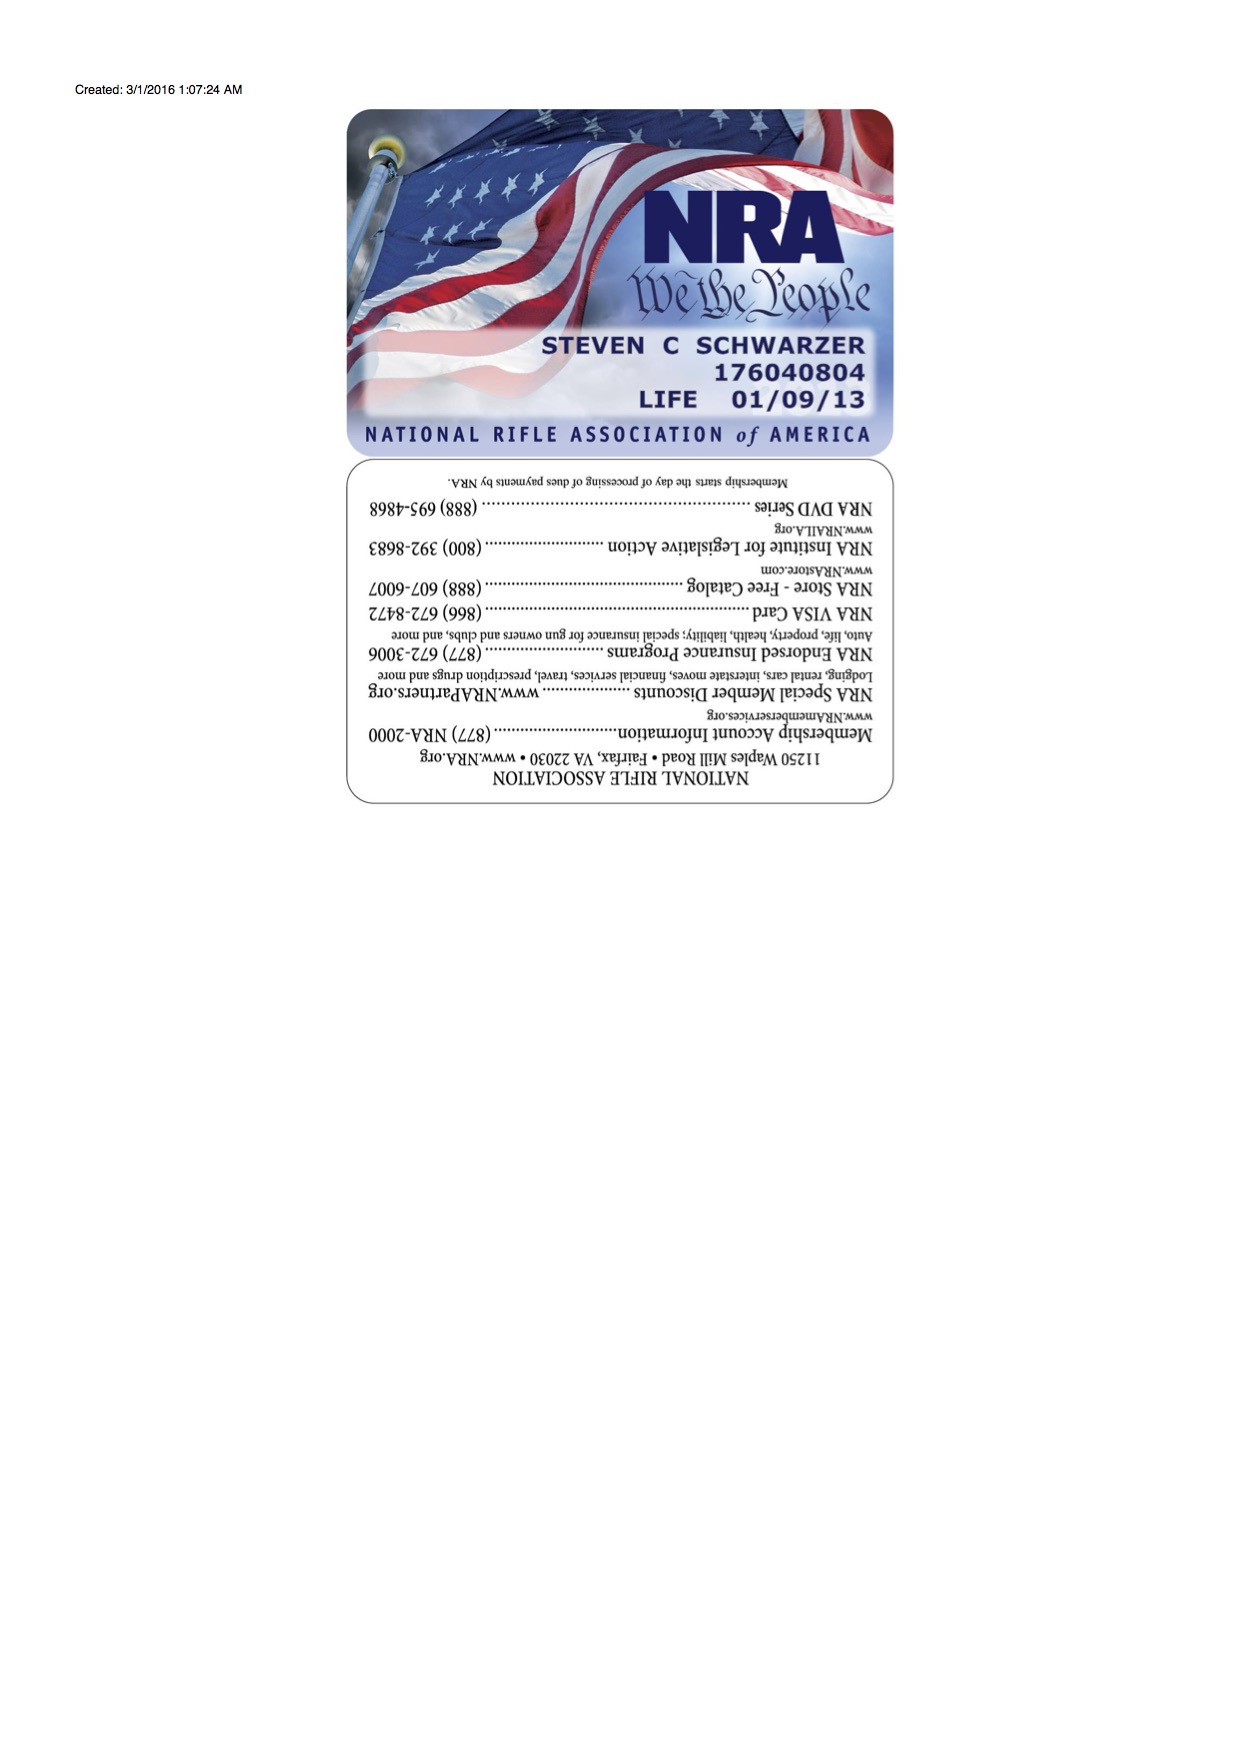 Created: 3/1/2016 1:07:24 AM
NRA
We the People
STEVEN C SCHWARZER
176040804
LIFE 01/09/13
NATIONAL RIFLE ASSOCIATION of AMERICA
NATIONAL RIFLE ASSOCIATION
11250 Waples Mill Road • Fairfax, VA 22030 • www.NRA.org
Membership Account Information............................(877) NRA-2000
www.NRAmemberservices.org
NRA Special Member Discounts .................... www.NRAPartners.org
Lodging, rental cars, interstate moves, financial services, travel, prescription drugs and more
NRA Endorsed Insurance Programs ...........................(877) 672-3006
Auto, life, property, health, liability; special insurance for gun owners and clubs, and more
NRA VISA Card ............................................................(866) 672-8472
NRA Store - Free Catalog .............................................(888) 607-6007
www.NRAstore.com
NRA Institute for Legislative Action ...........................(800) 392-8683
www.NRAILA.org
NRA DVD Series ....................................................... (888) 695-4868
Membership starts the day of processing of dues payments by NRA.